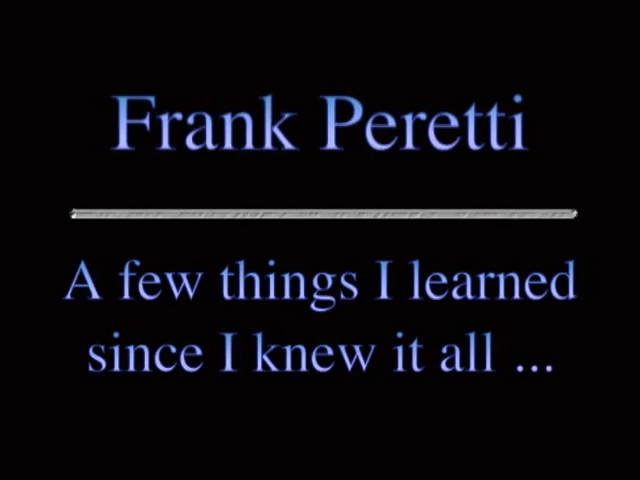 Frank Peretti
A few things I learned
since I knew it all ...